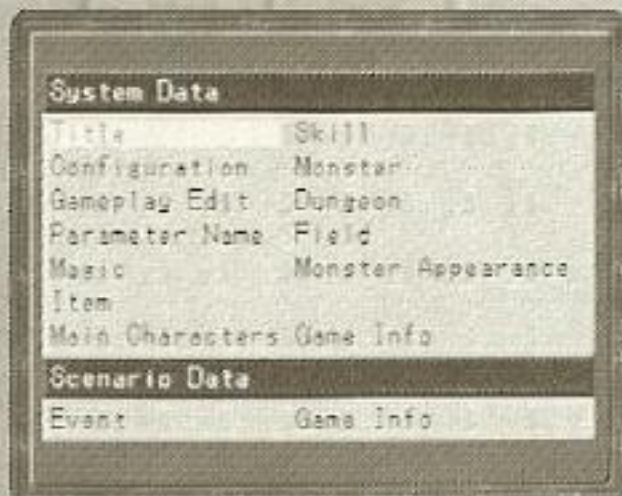 System Data
Title Skill
Configuration Monster
Gameplay Edit Dungeon
Parameter Name Field
Magic Monster Appearance
Item
Main Characters Game Info
Scenario Data
Event Game Info